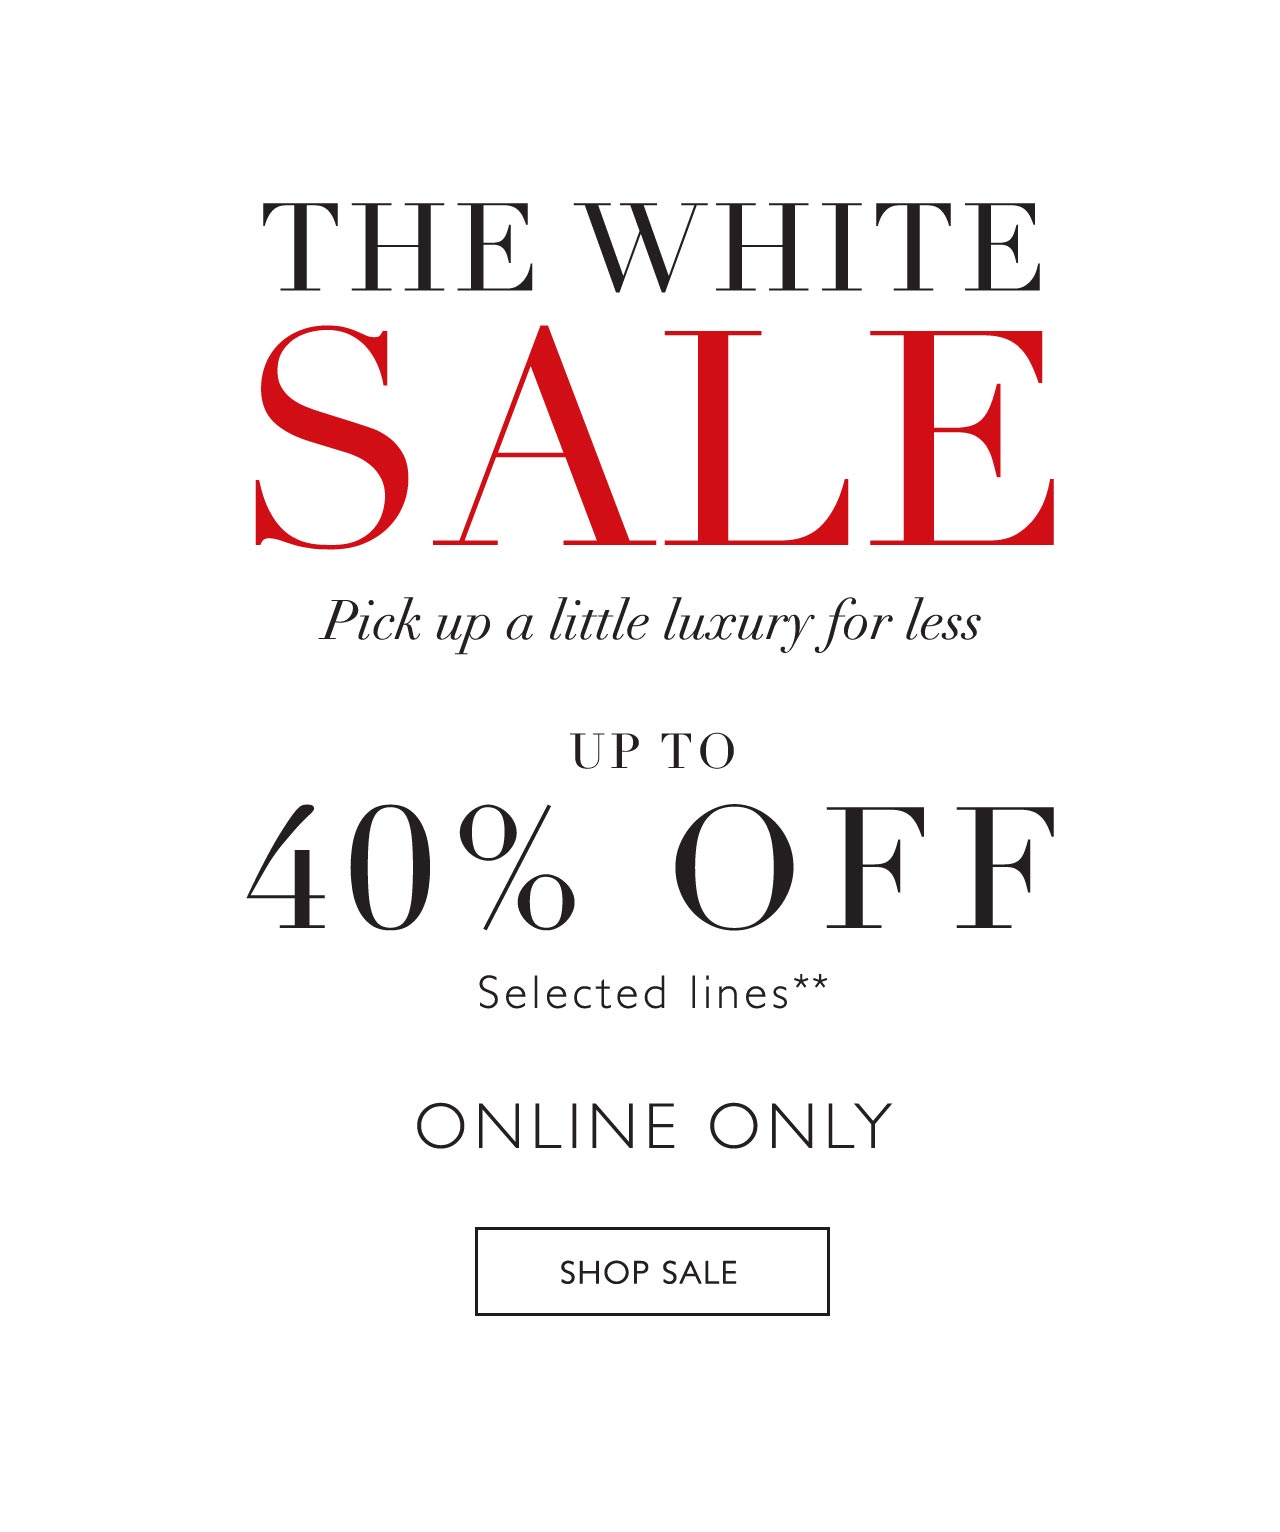 THE WHITE
SALE
Pick up a little luxury for less
UP TO
40% OFF
Selected lines**
ONLINE ONLY
SHOP SALE